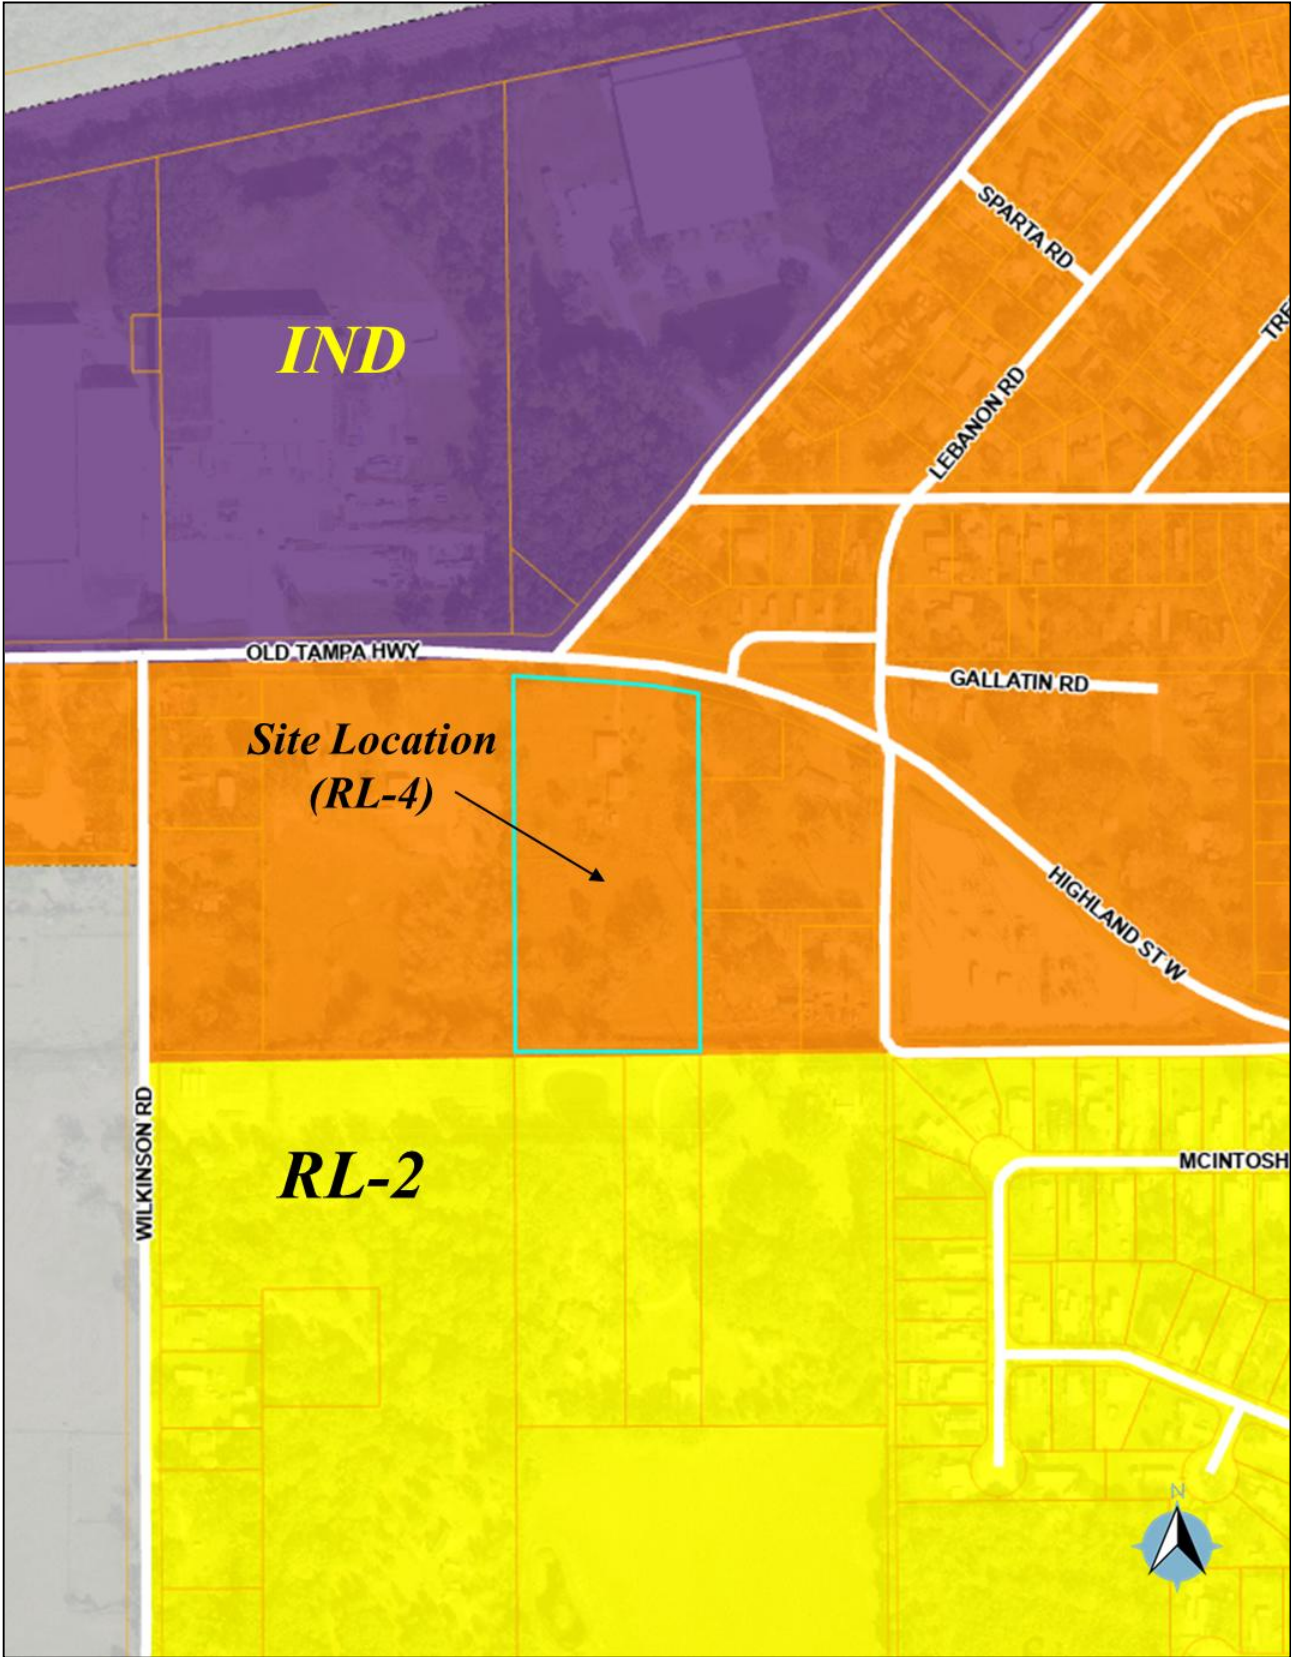 SPARTA RD
TRE
IND
LEBANON RD
OLD TAMPA HWY
GALLATIN RD
Site Location
(RL-4)
HIGHLAND ST W
WILKINSON RD
RL-2
MCINTOSH
N